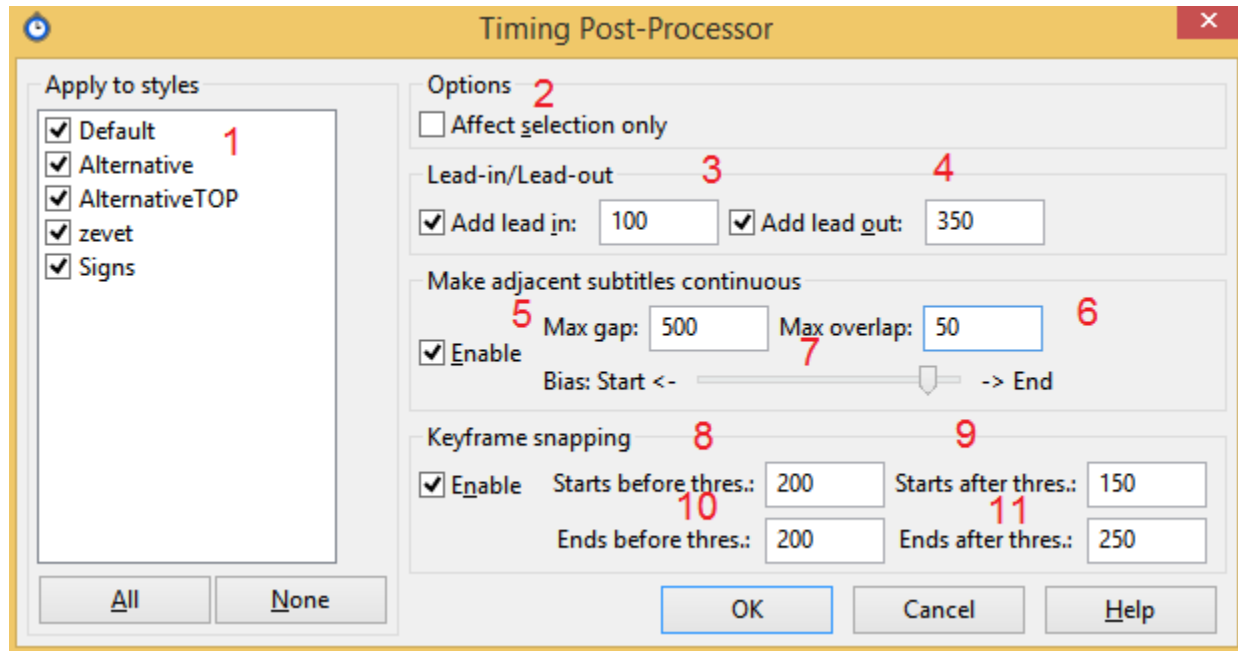 Timing Post-Processor
Apply to styles
1
Default
Alternative
AlternativeTOP
zevet
Signs
All None
Options 2
Affect selection only
Lead-in/Lead-out 3 4
Add lead in: 100 Add lead out: 350
Make adjacent subtitles continuous
5 Max gap: 500 Max overlap: 50 6
Enable
7
Bias: Start <- -> End
Keyframe snapping 8 9
Enable Starts before thres.: 200 Starts after thres.: 150
10 11
Ends before thres.: 200 Ends after thres.: 250
OK Cancel Help